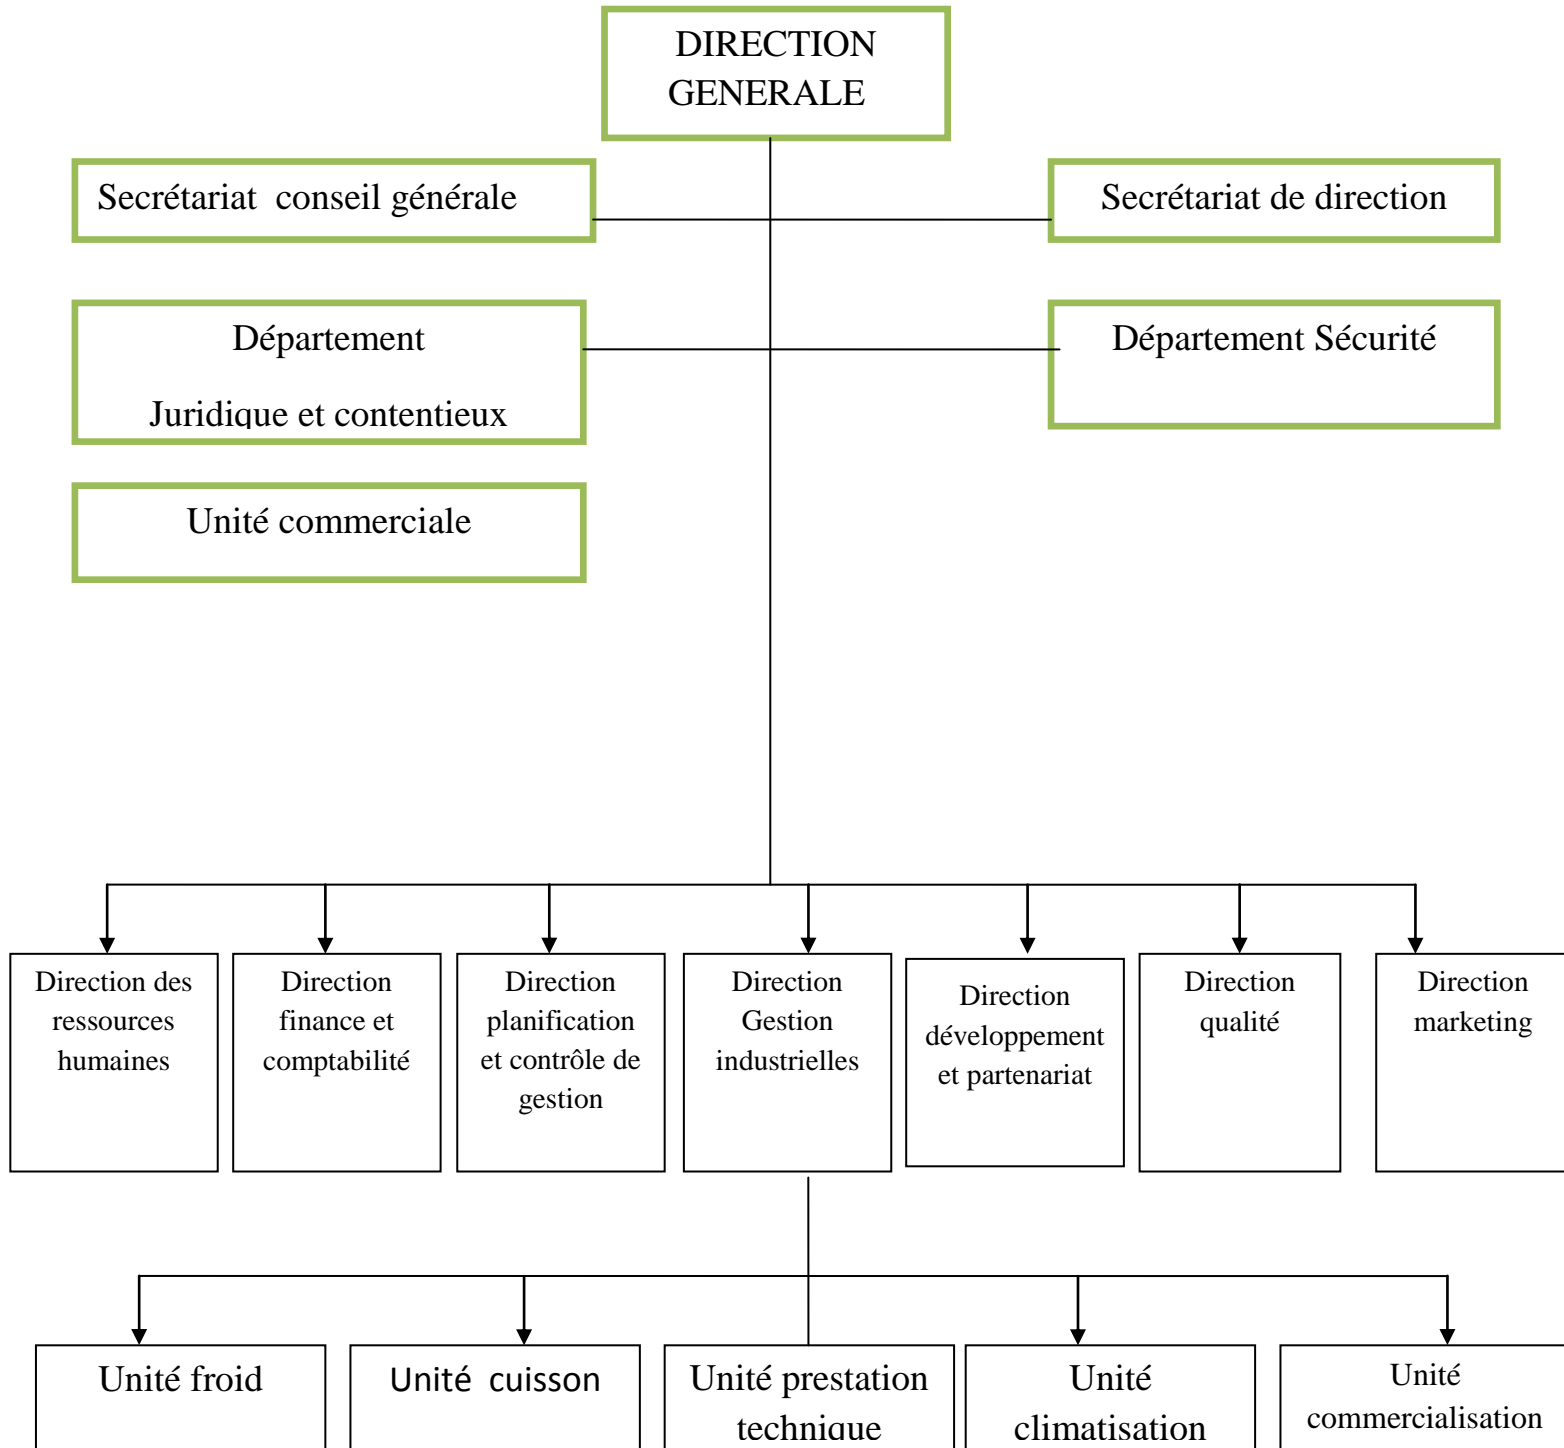 DIRECTION
GENERALE
Secrétariat  conseil générale
Secrétariat de direction
Département
Juridique et contentieux
Département Sécurité
Unité commerciale
Direction des
ressources
humaines
Direction
finance et
comptabilité
Direction
planification
et contrôle de
gestion
Direction
Gestion
industrielles
Direction
développement
et partenariat
Direction
qualité
Direction
marketing
Unité froid
Unité  cuisson
Unité prestation
technique
Unité
climatisation
Unité
commercialisation